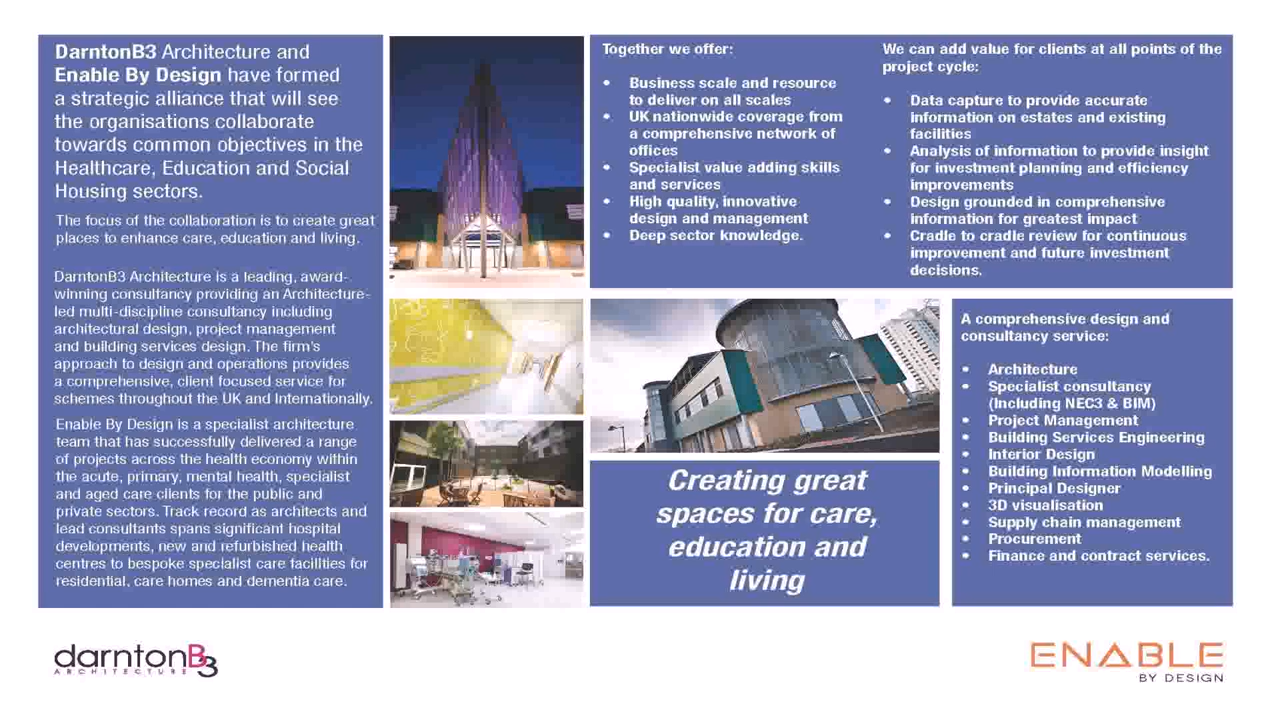 DarntonB3 Architecture and
Enable By Design have formed
a strategic alliance that will see
the organisations collaborate
towards common objectives in the
Healthcare, Education and Social
Housing sectors.
The focus of the collaboration is to create great
places to enhance care, education and living.
DarntonB3 Architecture is a leading, award-
winning consultancy providing an Architecture-
led multi-discipline consultancy including
architectural design, project management
and building services design. The firm's
approach to design and operations provides
a comprehensive, client focused service for
schemes throughout the UK and Internationally.
Enable By Design is a specialist architecture
team that has successfully delivered a range
of projects across the health economy within
the acute, primary, mental health, specialist
and aged care clients for the public and
private sectors. Track record as architects and
lead consultants spans significant hospital
developments, new and refurbished health
centres to bespoke specialist care facilities for
residential, care homes and dementia care.
Together we offer:
• Business scale and resource
to deliver on all scales
• UK nationwide coverage from
a comprehensive network of
offices
• Specialist value adding skills
and services
• High quality, innovative
design and management
• Deep sector knowledge.
We can add value for clients at all points of the
project cycle:
• Data capture to provide accurate
information on estates and existing
facilities
• Analysis of information to provide insight
for investment planning and efficiency
improvements
• Design grounded in comprehensive
information for greatest impact
• Cradle to cradle review for continuous
improvement and future investment
decisions.
Creating great
spaces for care,
education and
living
A comprehensive design and
consultancy service:
• Architecture
• Specialist consultancy
(Including NEC3 & BIM)
• Project Management
• Building Services Engineering
• Interior Design
• Building Information Modelling
• Principal Designer
• 3D visualisation
• Supply chain management
• Procurement
• Finance and contract services.
darntonB3
ARCHITECTURE
ENABLE
BY DESIGN